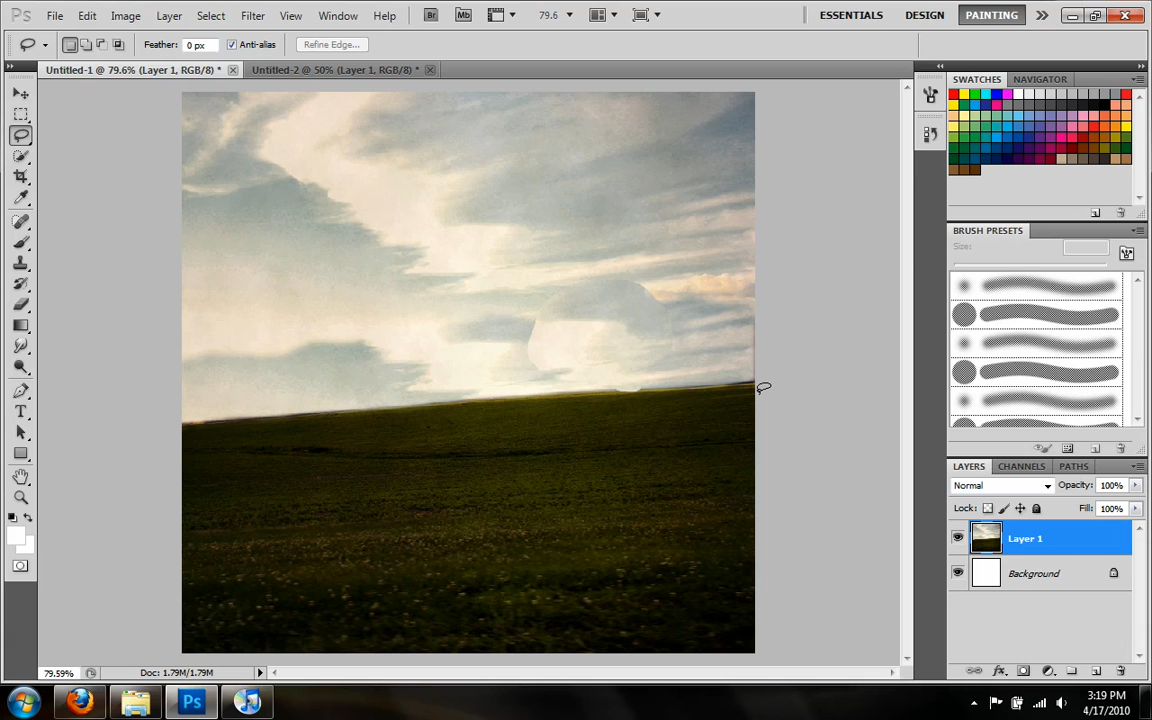 Ps File Edit Image Layer Select Filter View Window Help Br Mb 79.6 ESSENTIALS DESIGN PAINTING
Feather: 0 px Anti-alias Refine Edge...
Untitled-1 @ 79.6% (Layer 1, RGB/8) * Untitled-2 @ 50% (Layer 1, RGB/8) *
SWATCHES NAVIGATOR
BRUSH PRESETS
Size:
LAYERS CHANNELS PATHS
Normal Opacity: 100%
Lock: Fill: 100%
Layer 1
Background
79.59% Doc: 1.79M/1.79M
Ps
3:19 PM
4/17/2010